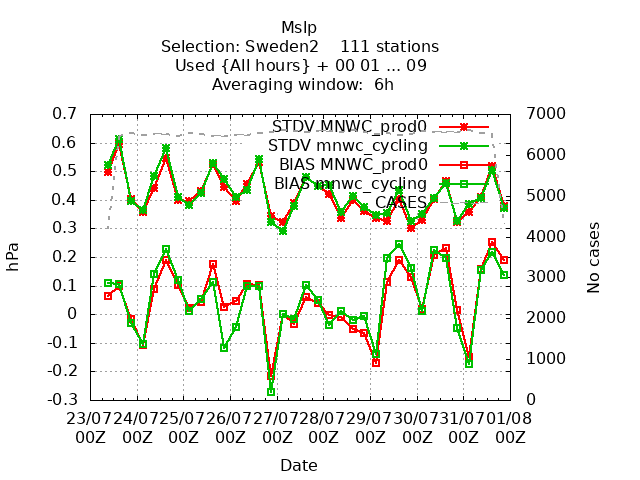 Mslp
Selection: Sweden2    111 stations
Used {All hours} + 00 01 ... 09
Averaging window:  6h
STDV MNWC_prod0
STDV mnwc_cycling
BIAS MNWC_prod0
BIAS mnwc_cycling
CASES
hPa
0.7
0.6
0.5
0.4
0.3
0.2
0.1
0
-0.1
-0.2
-0.3
No cases
7000
6000
5000
4000
3000
2000
1000
0
23/07 24/07 25/07 26/07 27/07 28/07 29/07 30/07 31/07 01/08
00Z 00Z 00Z 00Z 00Z 00Z 00Z 00Z 00Z 00Z
Date